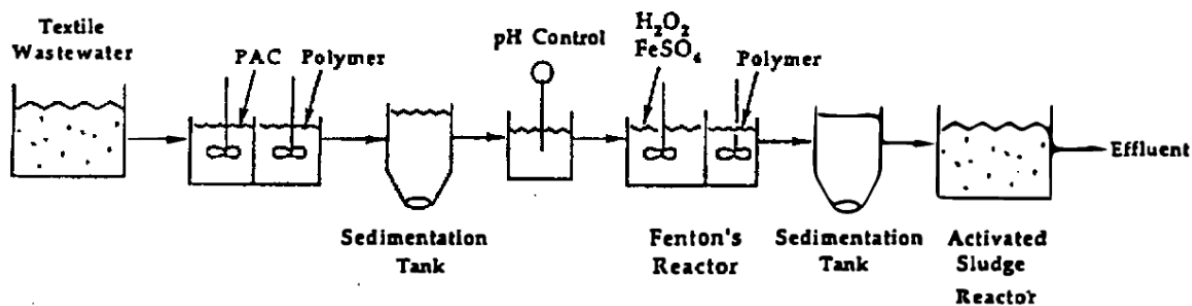 Textile
Wastewater
PAC
Polymer
pH Control
H₂O₂
FeSO₄
Polymer
Effluent
Sedimentation
Tank
Fenton's
Reactor
Sedimentation
Tank
Activated
Sludge
Reactor